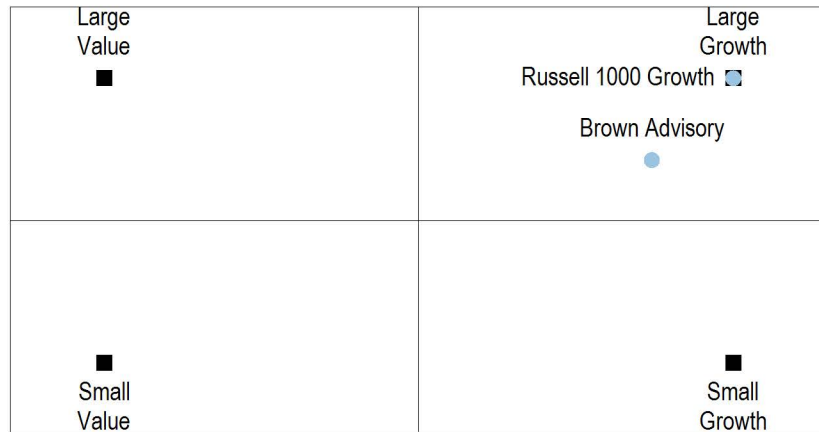 Large
Value
Large
Growth
Russell 1000 Growth
Brown Advisory
Small
Value
Small
Growth